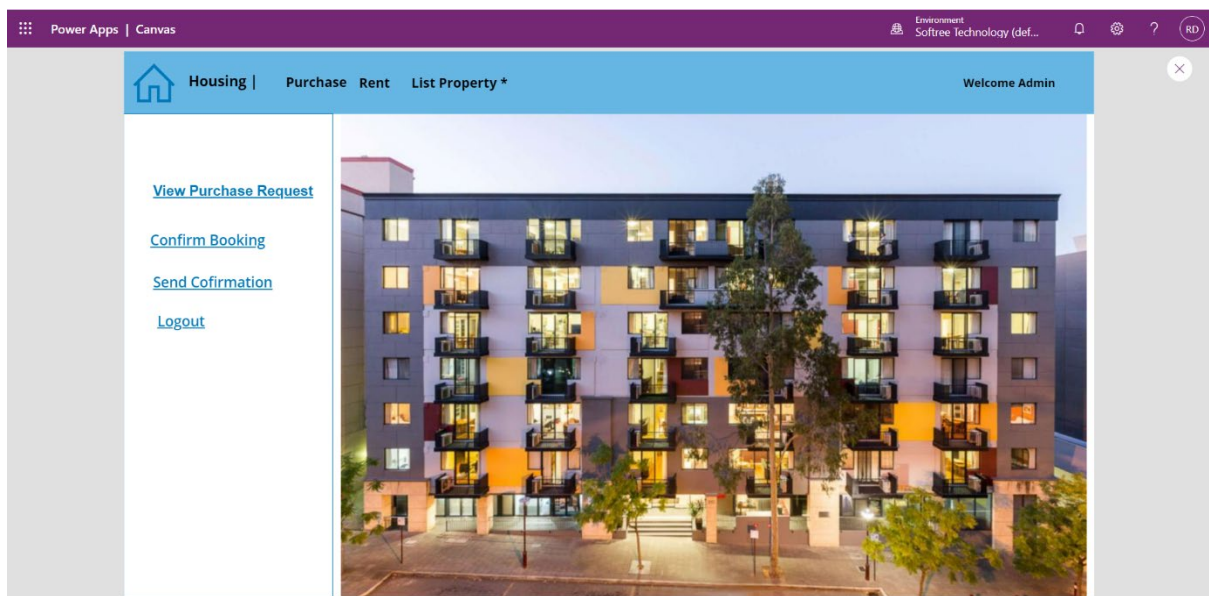 Power Apps | Canvas
Environment
Softree Technology (def...
?
RD
Housing |
Purchase Rent List Property *
Welcome Admin
View Purchase Request
Confirm Booking
Send Cofirmation
Logout